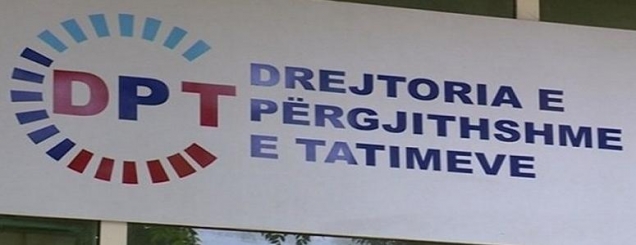 DPT
DREJTORIA E
PËRGJITHSHME
E TATIMEVE